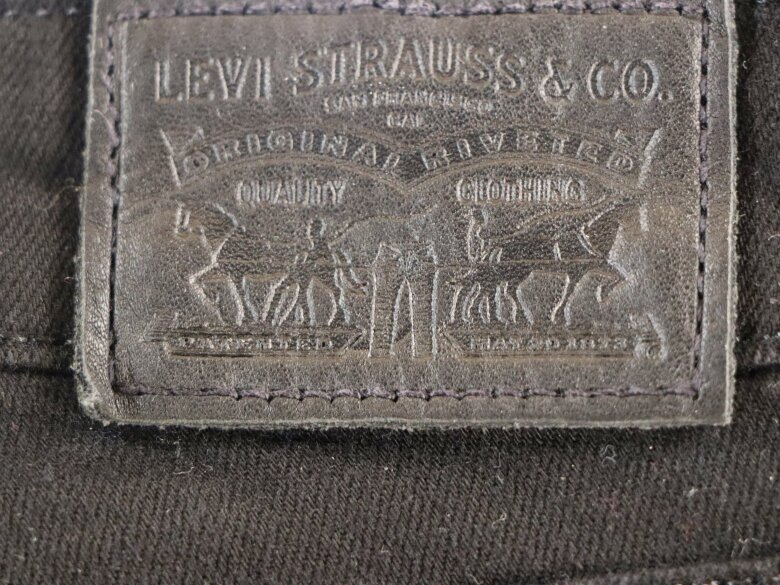 LEVI STRAUSS & CO.
SAN FRANCISCO
CAL
ORIGINAL RIVETED
QUALITY CLOTHING
PATENTED MAY 20 1873